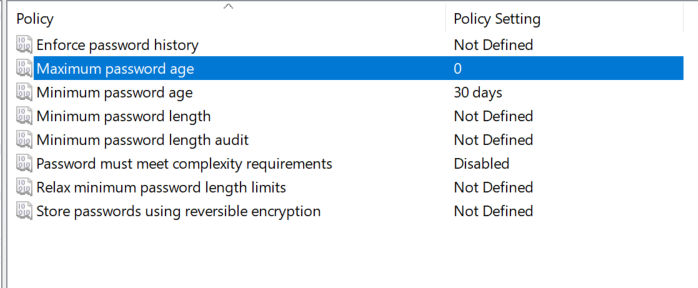 Policy Policy Setting
Enforce password history Not Defined
Maximum password age 0
Minimum password age 30 days
Minimum password length Not Defined
Minimum password length audit Not Defined
Password must meet complexity requirements Disabled
Relax minimum password length limits Not Defined
Store passwords using reversible encryption Not Defined